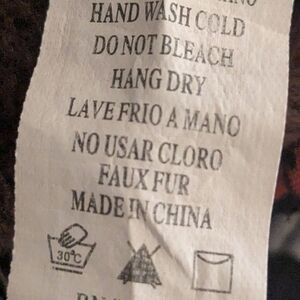 HAND WASH COLD
DO NOT BLEACH
HANG DRY
LAVE FRIO A MANO
NO USAR CLORO
FAUX FUR
MADE IN CHINA
30°C